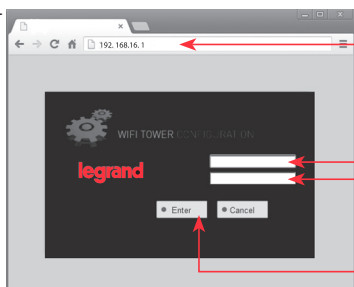 192.168.16.1
WIFI TOWER CONFIGURATION
legrand
Enter
Cancel